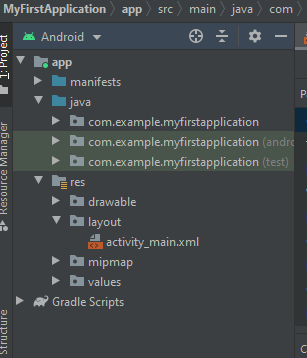 MyFirstApplication › app › src › main › java › com ›
1: Project
Android
app
manifests
java
com.example.myfirstapplication
com.example.myfirstapplication (andro
com.example.myfirstapplication (test)
res
drawable
layout
activity_main.xml
mipmap
values
Gradle Scripts
Resource Manager
Structure